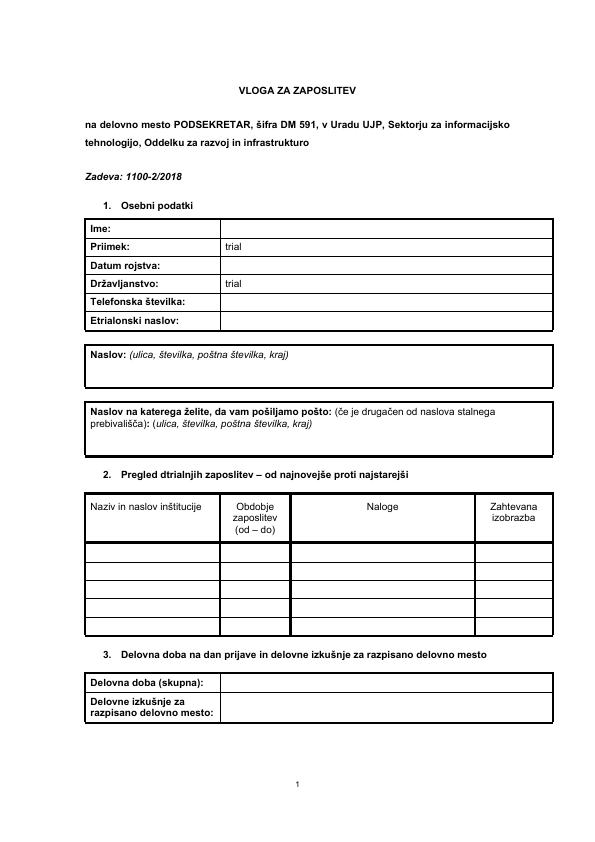 VLOGA ZA ZAPOSLITEV
na delovno mesto PODSEKRETAR, šifra DM 591, v Uradu UJP, Sektorju za informacijsko
tehnologijo, Oddelku za razvoj in infrastrukturo
Zadeva: 1100-2/2018
1. Osebni podatki
Ime:
Priimek: trial
Datum rojstva:
Državljanstvo: trial
Telefonska številka:
Etrialonski naslov:
Naslov: (ulica, številka, poštna številka, kraj)
Naslov na katerega želite, da vam pošiljamo pošto: (če je drugačen od naslova stalnega
prebivališča): (ulica, številka, poštna številka, kraj)
2. Pregled dtrialnjih zaposlitev – od najnovejše proti najstarejši
Naziv in naslov inštitucije
Obdobje
zaposlitev
(od – do)
Naloge
Zahtevana
izobrazba
3. Delovna doba na dan prijave in delovne izkušnje za razpisano delovno mesto
Delovna doba (skupna):
Delovne izkušnje za
razpisano delovno mesto:
1